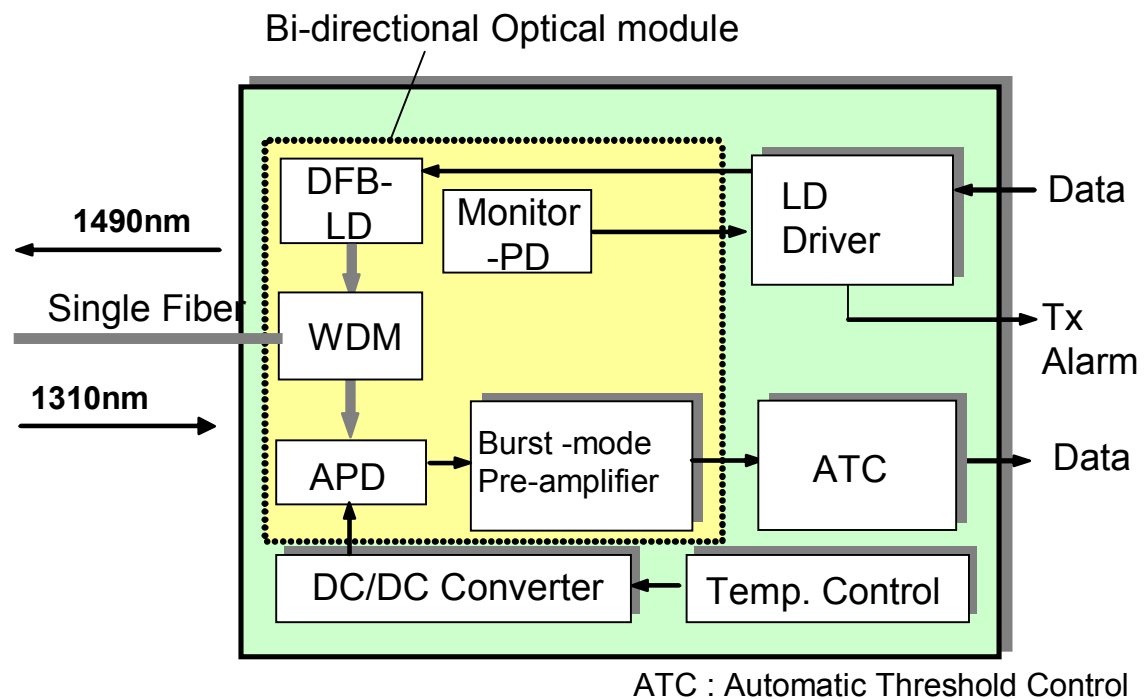 Bi-directional Optical module
DFB-
LD
Monitor
-PD
LD
Driver
Data
1490nm
Single Fiber
WDM
Tx
Alarm
1310nm
APD
Burst -mode
Pre-amplifier
ATC
Data
DC/DC Converter
Temp. Control
ATC : Automatic Threshold Control